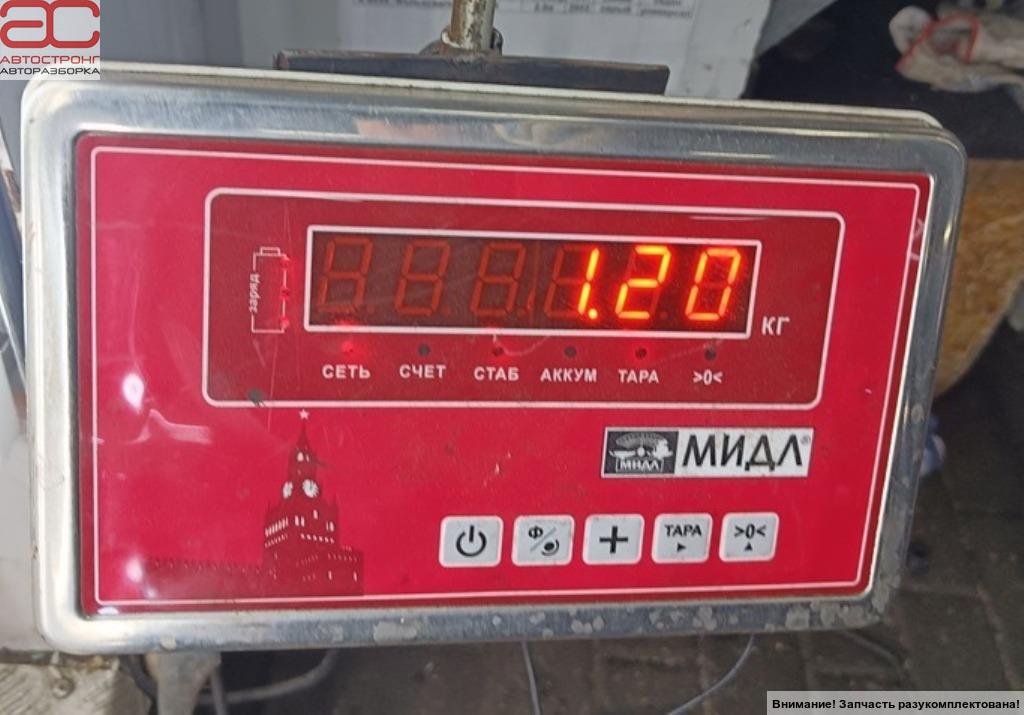 АВТОСТРОНГ
АВТОРАЗБОРКА
заряд
1.20
кг
СЕТЬ СЧЕТ СТАБ АККУМ ТАРА >0<
МИДЛ МИДЛ®
Ф ТАРА >0<
Внимание! Запчасть разукомплектована!